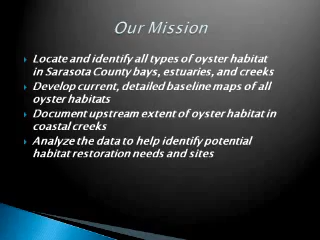 Our Mission
Locate and identify all types of oyster habitat
in Sarasota County bays, estuaries, and creeks
Develop current, detailed baseline maps of all
oyster habitats
Document upstream extent of oyster habitat in
coastal creeks
Analyze the data to help identify potential
habitat restoration needs and sites